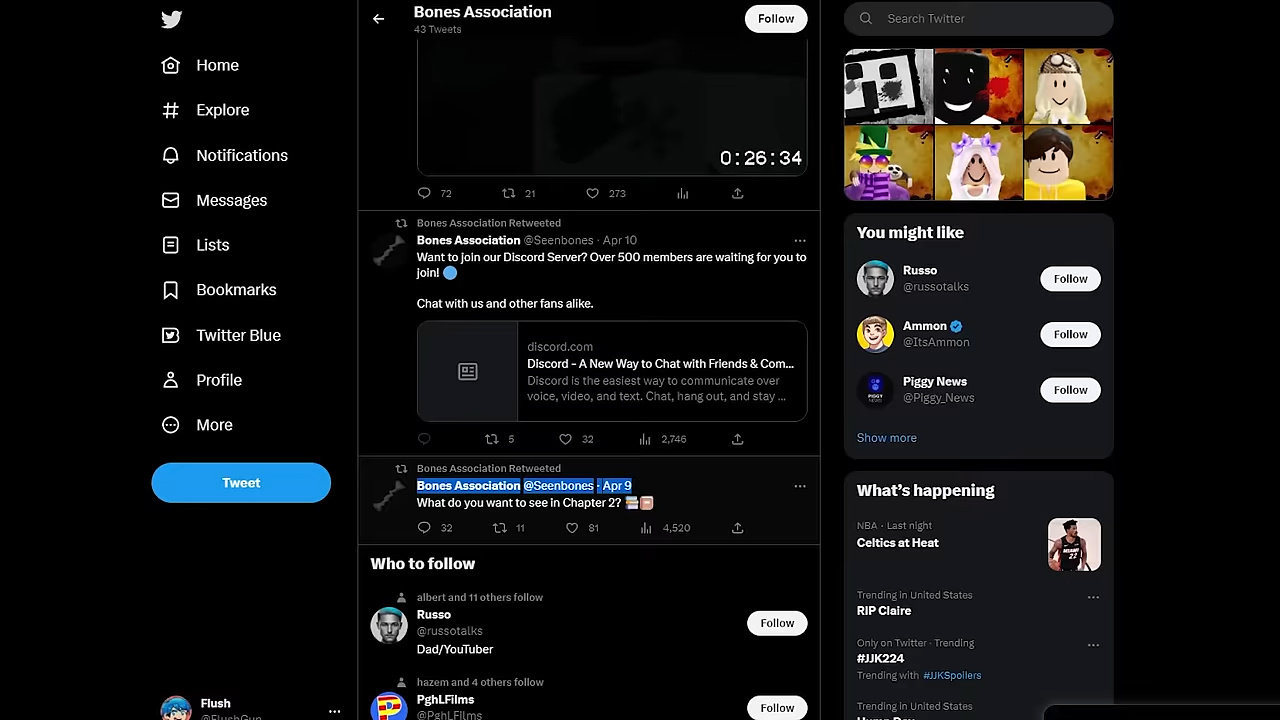 Home
Explore
Notifications
Messages
Lists
Bookmarks
Twitter Blue
Profile
More
Tweet
Flush
@FlushGun
Bones Association
43 Tweets
Follow
0:26:34
72 21 273
Bones Association Retweeted
Bones Association @Seenbones · Apr 10
Want to join our Discord Server? Over 500 members are waiting for you to
join!
Chat with us and other fans alike.
discord.com
Discord - A New Way to Chat with Friends & Com...
Discord is the easiest way to communicate over
voice, video, and text. Chat, hang out, and stay ...
5 32 2,746
Bones Association Retweeted
Bones Association @Seenbones · Apr 9
What do you want to see in Chapter 2?
32 11 81 4,520
Who to follow
albert and 11 others follow
Russo
@russotalks
Follow
Dad/YouTuber
hazem and 4 others follow
PghLFilms
@PghLFilms
Follow
Search Twitter
You might like
Russo
@russotalks
Follow
Ammon
@ItsAmmon
Follow
PIGGY
NEWS
Piggy News
@Piggy_News
Follow
Show more
What's happening
NBA · Last night
Celtics at Heat
Trending in United States
RIP Claire
Only on Twitter · Trending
#JJK224
Trending with #JJKSpoilers
Trending in United States
Hump Day